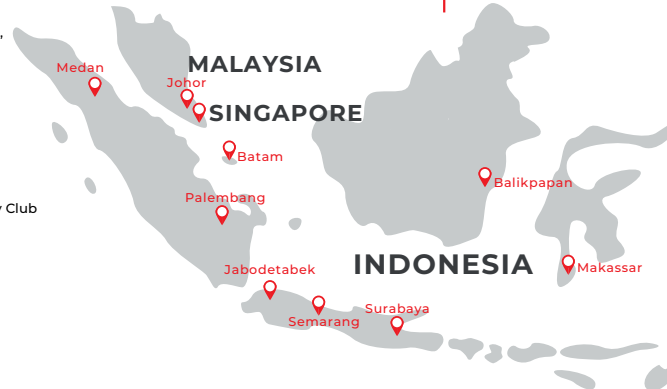 ,
MALAYSIA
Medan
Johor
SINGAPORE
Batam
Balikpapan
Palembang
Club
INDONESIA
Jabodetabek
Makassar
Surabaya
Semarang